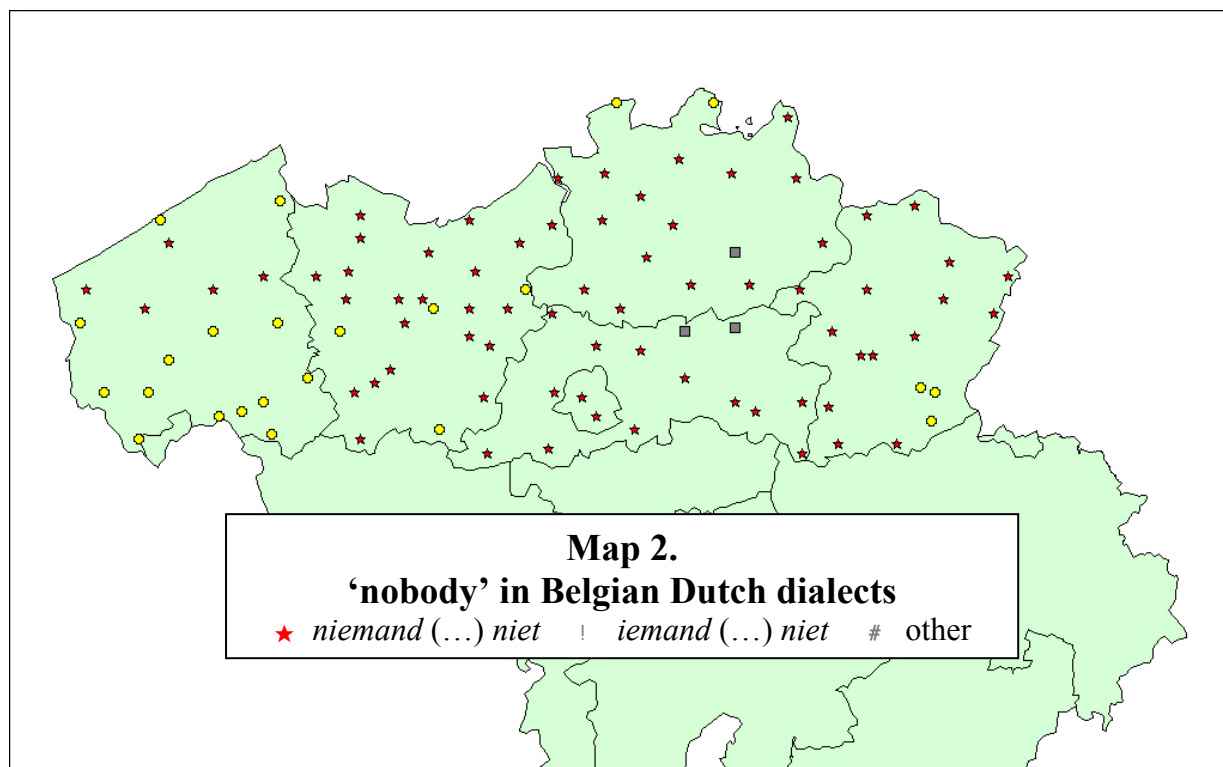 Map 2.
‘nobody’ in Belgian Dutch dialects
★ niemand (…) niet ! iemand (…) niet # other